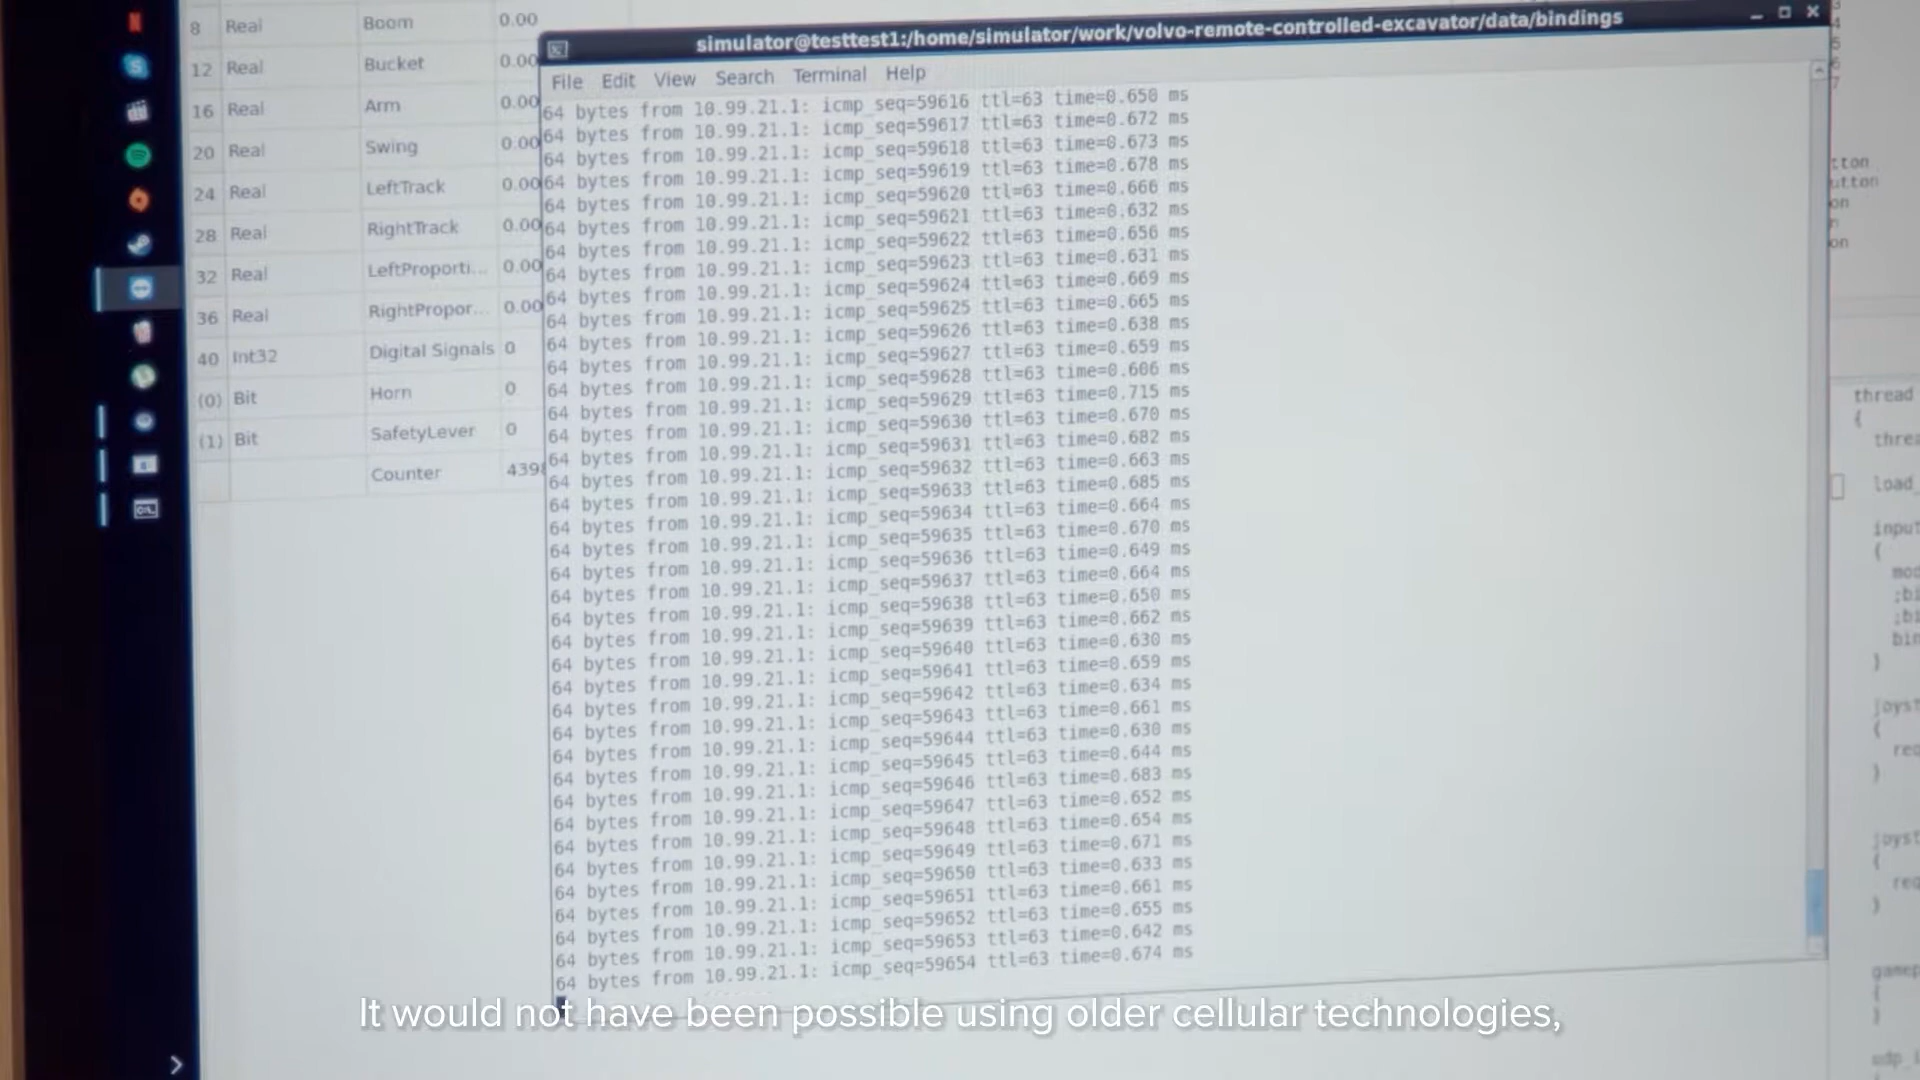 8 Real Boom 0.00
12 Real Bucket 0.00
16 Real Arm 0.00
20 Real Swing 0.00
24 Real LeftTrack 0.00
28 Real RightTrack 0.00
32 Real LeftProporti... 0.00
36 Real RightPropor... 0.00
40 Int32 Digital Signals 0
(0) Bit Horn 0
(1) Bit SafetyLever 0
Counter 4398
simulator@testtest1:/home/simulator/work/volvo-remote-controlled-excavator/data/bindings
File Edit View Search Terminal Help
64 bytes from 10.99.21.1: icmp_seq=59616 ttl=63 time=0.650 ms
64 bytes from 10.99.21.1: icmp_seq=59617 ttl=63 time=0.672 ms
64 bytes from 10.99.21.1: icmp_seq=59618 ttl=63 time=0.673 ms
64 bytes from 10.99.21.1: icmp_seq=59619 ttl=63 time=0.678 ms
64 bytes from 10.99.21.1: icmp_seq=59620 ttl=63 time=0.666 ms
64 bytes from 10.99.21.1: icmp_seq=59621 ttl=63 time=0.632 ms
64 bytes from 10.99.21.1: icmp_seq=59622 ttl=63 time=0.656 ms
64 bytes from 10.99.21.1: icmp_seq=59623 ttl=63 time=0.631 ms
64 bytes from 10.99.21.1: icmp_seq=59624 ttl=63 time=0.669 ms
64 bytes from 10.99.21.1: icmp_seq=59625 ttl=63 time=0.665 ms
64 bytes from 10.99.21.1: icmp_seq=59626 ttl=63 time=0.638 ms
64 bytes from 10.99.21.1: icmp_seq=59627 ttl=63 time=0.659 ms
64 bytes from 10.99.21.1: icmp_seq=59628 ttl=63 time=0.606 ms
64 bytes from 10.99.21.1: icmp_seq=59629 ttl=63 time=0.715 ms
64 bytes from 10.99.21.1: icmp_seq=59630 ttl=63 time=0.670 ms
64 bytes from 10.99.21.1: icmp_seq=59631 ttl=63 time=0.682 ms
64 bytes from 10.99.21.1: icmp_seq=59632 ttl=63 time=0.663 ms
64 bytes from 10.99.21.1: icmp_seq=59633 ttl=63 time=0.685 ms
64 bytes from 10.99.21.1: icmp_seq=59634 ttl=63 time=0.664 ms
64 bytes from 10.99.21.1: icmp_seq=59635 ttl=63 time=0.670 ms
64 bytes from 10.99.21.1: icmp_seq=59636 ttl=63 time=0.649 ms
64 bytes from 10.99.21.1: icmp_seq=59637 ttl=63 time=0.664 ms
64 bytes from 10.99.21.1: icmp_seq=59638 ttl=63 time=0.650 ms
64 bytes from 10.99.21.1: icmp_seq=59639 ttl=63 time=0.662 ms
64 bytes from 10.99.21.1: icmp_seq=59640 ttl=63 time=0.630 ms
64 bytes from 10.99.21.1: icmp_seq=59641 ttl=63 time=0.659 ms
64 bytes from 10.99.21.1: icmp_seq=59642 ttl=63 time=0.634 ms
64 bytes from 10.99.21.1: icmp_seq=59643 ttl=63 time=0.661 ms
64 bytes from 10.99.21.1: icmp_seq=59644 ttl=63 time=0.630 ms
64 bytes from 10.99.21.1: icmp_seq=59645 ttl=63 time=0.644 ms
64 bytes from 10.99.21.1: icmp_seq=59646 ttl=63 time=0.683 ms
64 bytes from 10.99.21.1: icmp_seq=59647 ttl=63 time=0.652 ms
64 bytes from 10.99.21.1: icmp_seq=59648 ttl=63 time=0.654 ms
64 bytes from 10.99.21.1: icmp_seq=59649 ttl=63 time=0.671 ms
64 bytes from 10.99.21.1: icmp_seq=59650 ttl=63 time=0.633 ms
64 bytes from 10.99.21.1: icmp_seq=59651 ttl=63 time=0.661 ms
64 bytes from 10.99.21.1: icmp_seq=59652 ttl=63 time=0.655 ms
64 bytes from 10.99.21.1: icmp_seq=59653 ttl=63 time=0.642 ms
64 bytes from 10.99.21.1: icmp_seq=59654 ttl=63 time=0.674 ms
thread
{
load_
input
{
}
joyst
{
}
joyst
{
}
It would not have been possible using older cellular technologies,